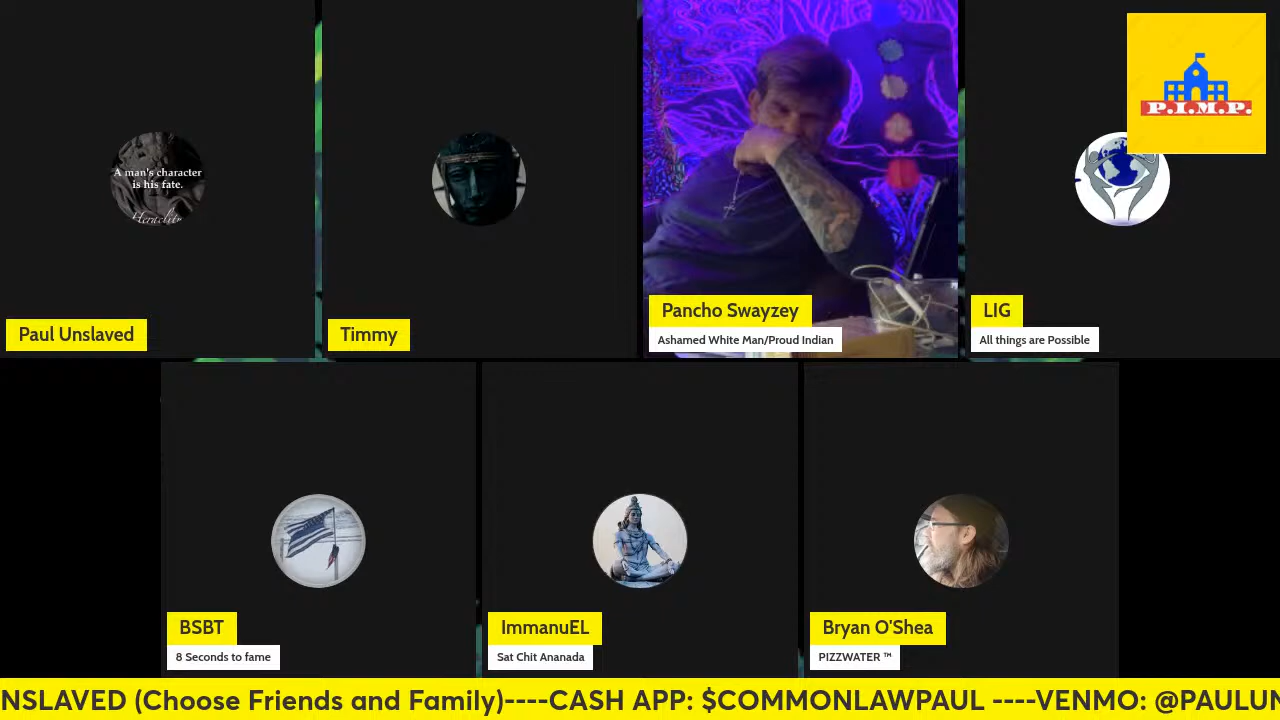 A man's character
is his fate.
Paul Unslaved
Timmy
Pancho Swayzey
Ashamed White Man/Proud Indian
LIG
All things are Possible
P.I.M.P.
BSBT
8 Seconds to fame
ImmanuEL
Sat Chit Ananada
Bryan O'Shea
PIZZWATER ™
NSLAVED (Choose Friends and Family)----CASH APP: $COMMONLAWPAUL ----VENMO: @PAULUN